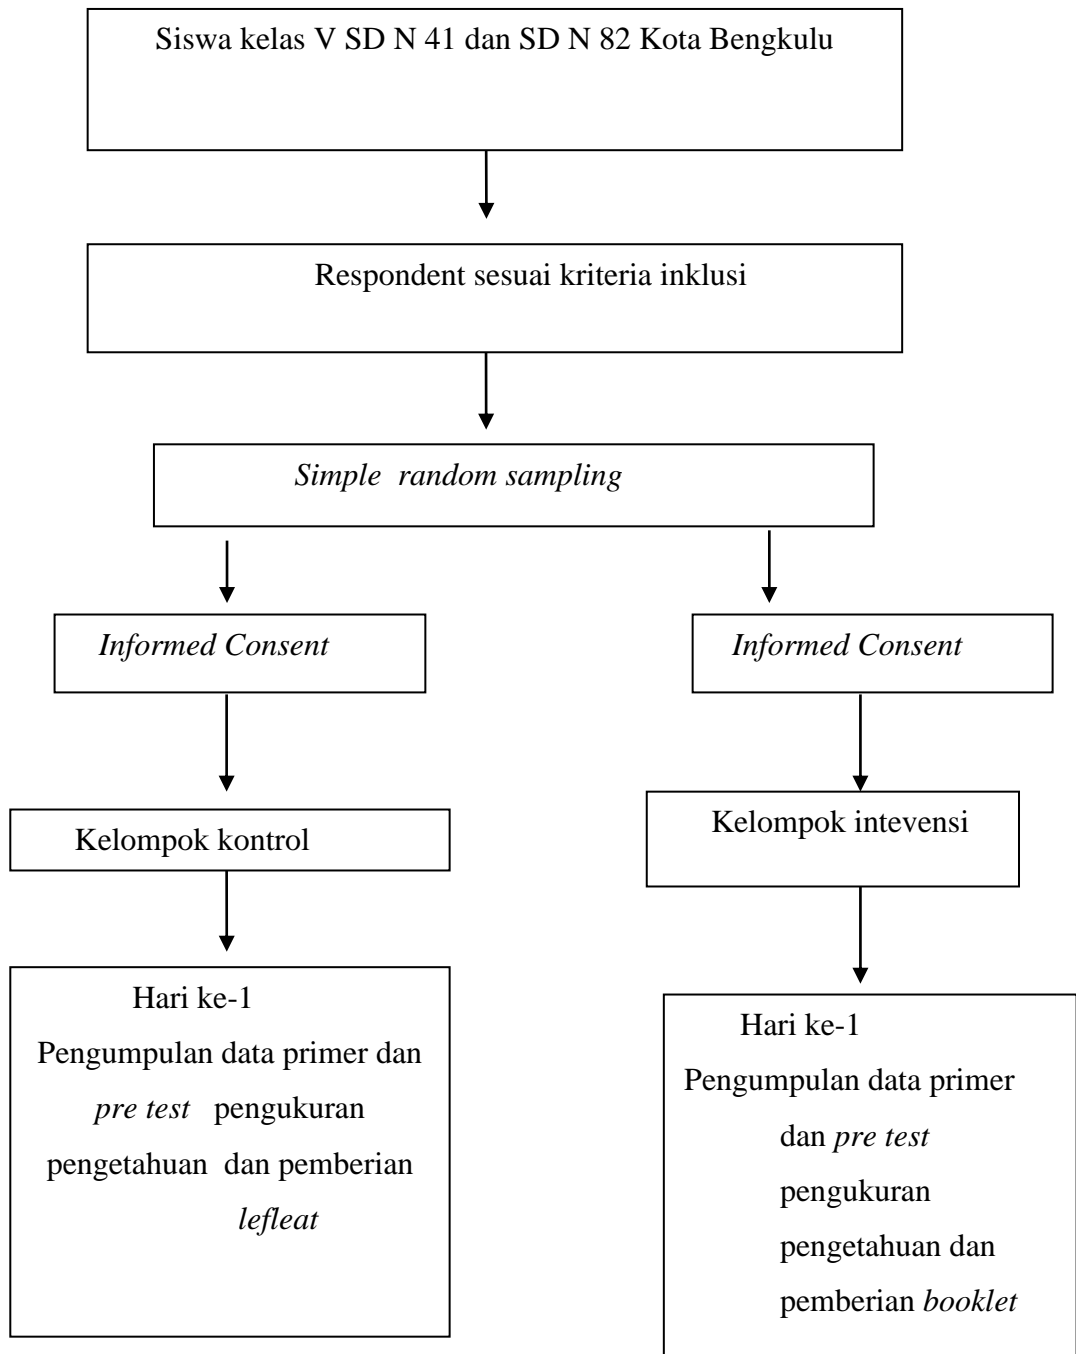 Siswa kelas V SD N 41 dan SD N 82 Kota Bengkulu
Respondent sesuai kriteria inklusi
Simple random sampling
Informed Consent
Informed Consent
Kelompok kontrol
Kelompok intevensi
Hari ke-1
Pengumpulan data primer dan
pre test pengukuran
pengetahuan dan pemberian
lefleat
Hari ke-1
Pengumpulan data primer
dan pre test
pengukuran
pengetahuan dan
pemberian booklet